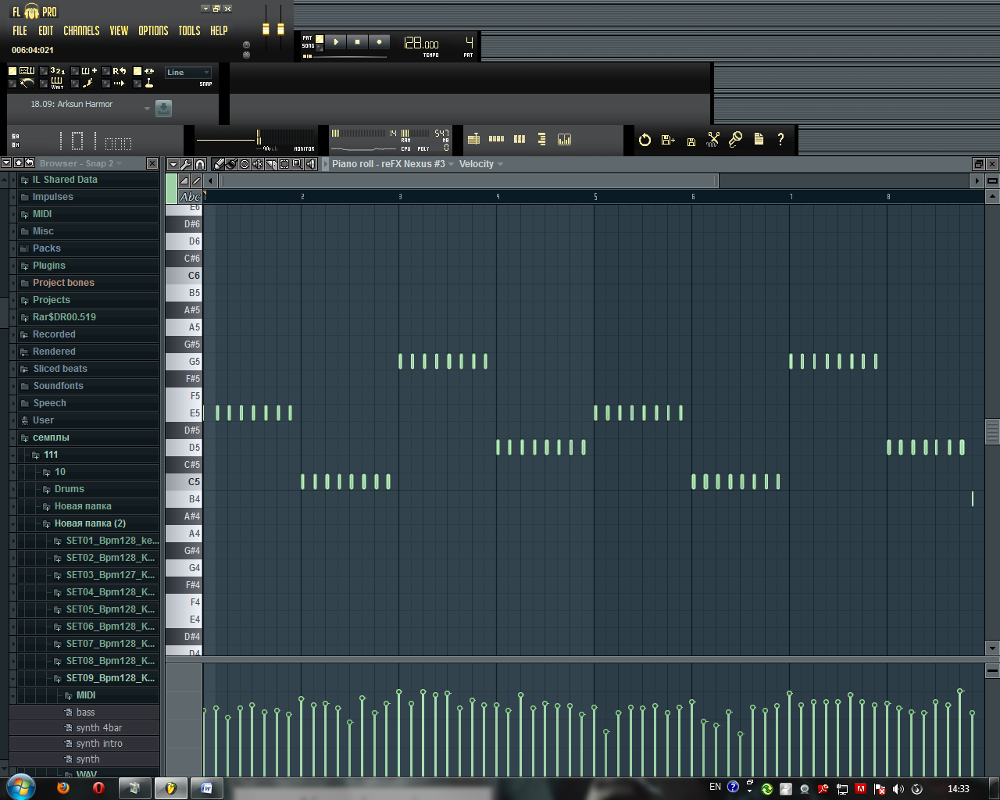 FL PRO
FILE EDIT CHANNELS VIEW OPTIONS TOOLS HELP
006:04:021
PAT
SONG
128.000
TEMPO
4
PAT
321
R
WAIT
Line
SNAP
18.09: Arksun Harmor
MONITOR
14
RAM
CPU
POLY
547
MB
0
?
Browser - Snap 2
Piano roll - reFX Nexus #3
Velocity
Abc
1 2 3 4 5 6 7 8
IL Shared Data
Impulses
MIDI
Misc
Packs
Plugins
Project bones
Projects
Rar$DR00.519
Recorded
Rendered
Sliced beats
Soundfonts
Speech
User
семплы
111
10
Drums
Новая папка
Новая папка (2)
SET01_Bpm128_ke...
SET02_Bpm128_K...
SET03_Bpm127_K...
SET04_Bpm128_K...
SET05_Bpm128_K...
SET06_Bpm128_K...
SET07_Bpm128_K...
SET08_Bpm128_K...
SET09_Bpm128_K...
MIDI
bass
synth 4bar
synth intro
synth
WAV
E6
D#6
D6
C#6
C6
B5
A#5
A5
G#5
G5
F#5
F5
E5
D#5
D5
C#5
C5
B4
A#4
A4
G#4
G4
F#4
F4
E4
D#4
D4
EN
14:33